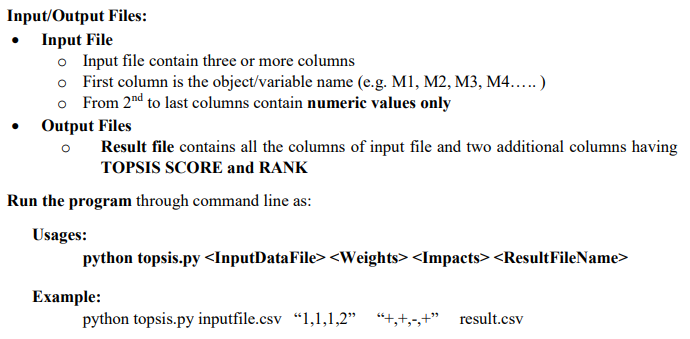 Input/Output Files:
• Input File
o Input file contain three or more columns
o First column is the object/variable name (e.g. M1, M2, M3, M4….. )
o From 2nd to last columns contain numeric values only
• Output Files
o Result file contains all the columns of input file and two additional columns having
TOPSIS SCORE and RANK
Run the program through command line as:
Usages:
python topsis.py <InputDataFile> <Weights> <Impacts> <ResultFileName>
Example:
python topsis.py inputfile.csv “1,1,1,2” “+,+,-,+” result.csv